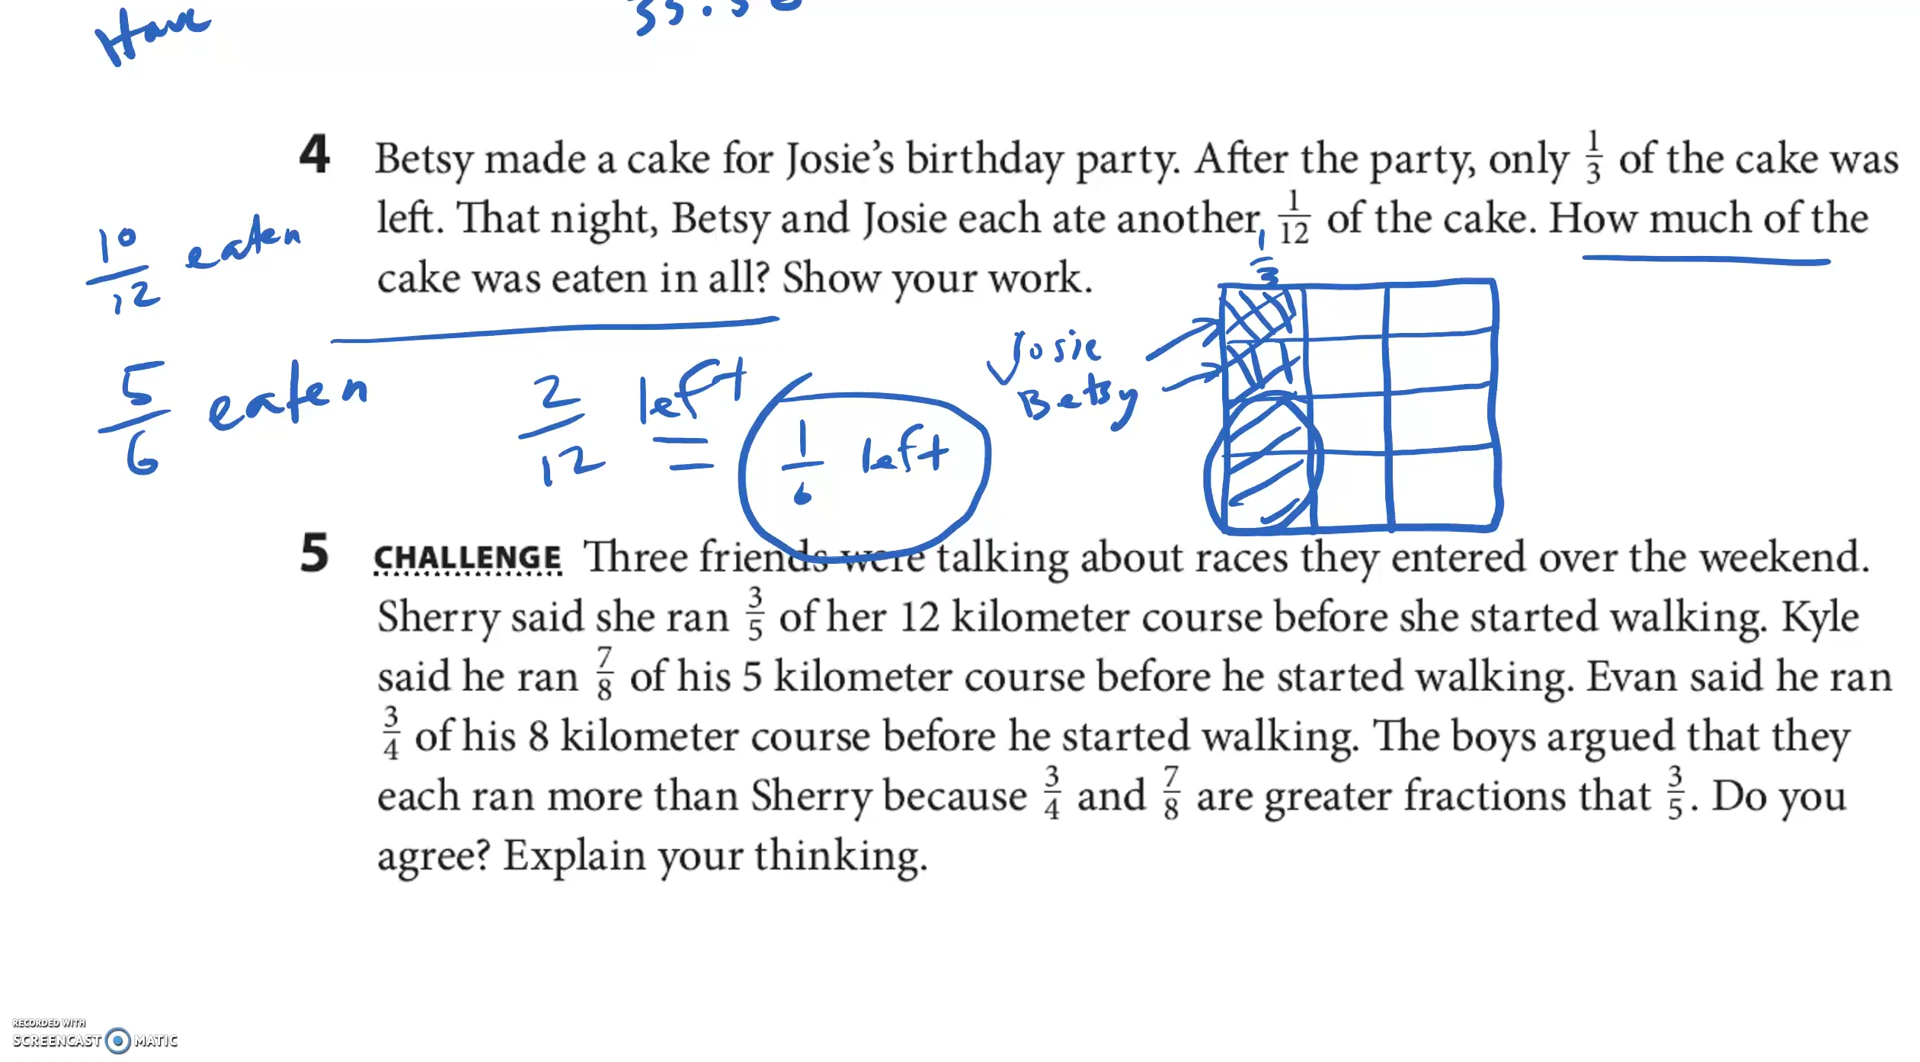 Have
4 Betsy made a cake for Josie’s birthday party. After the party, only 1/3 of the cake was
left. That night, Betsy and Josie each ate another 1/12 of the cake. How much of the
cake was eaten in all? Show your work.
10/12 eaten
1/3
Josie
Betsy
5/6 eaten
2/12 left = 1/6 left
5 CHALLENGE Three friends were talking about races they entered over the weekend.
Sherry said she ran 3/5 of her 12 kilometer course before she started walking. Kyle
said he ran 7/8 of his 5 kilometer course before he started walking. Evan said he ran
3/4 of his 8 kilometer course before he started walking. The boys argued that they
each ran more than Sherry because 3/4 and 7/8 are greater fractions that 3/5. Do you
agree? Explain your thinking.
RECORDED WITH
SCREENCAST MATIC